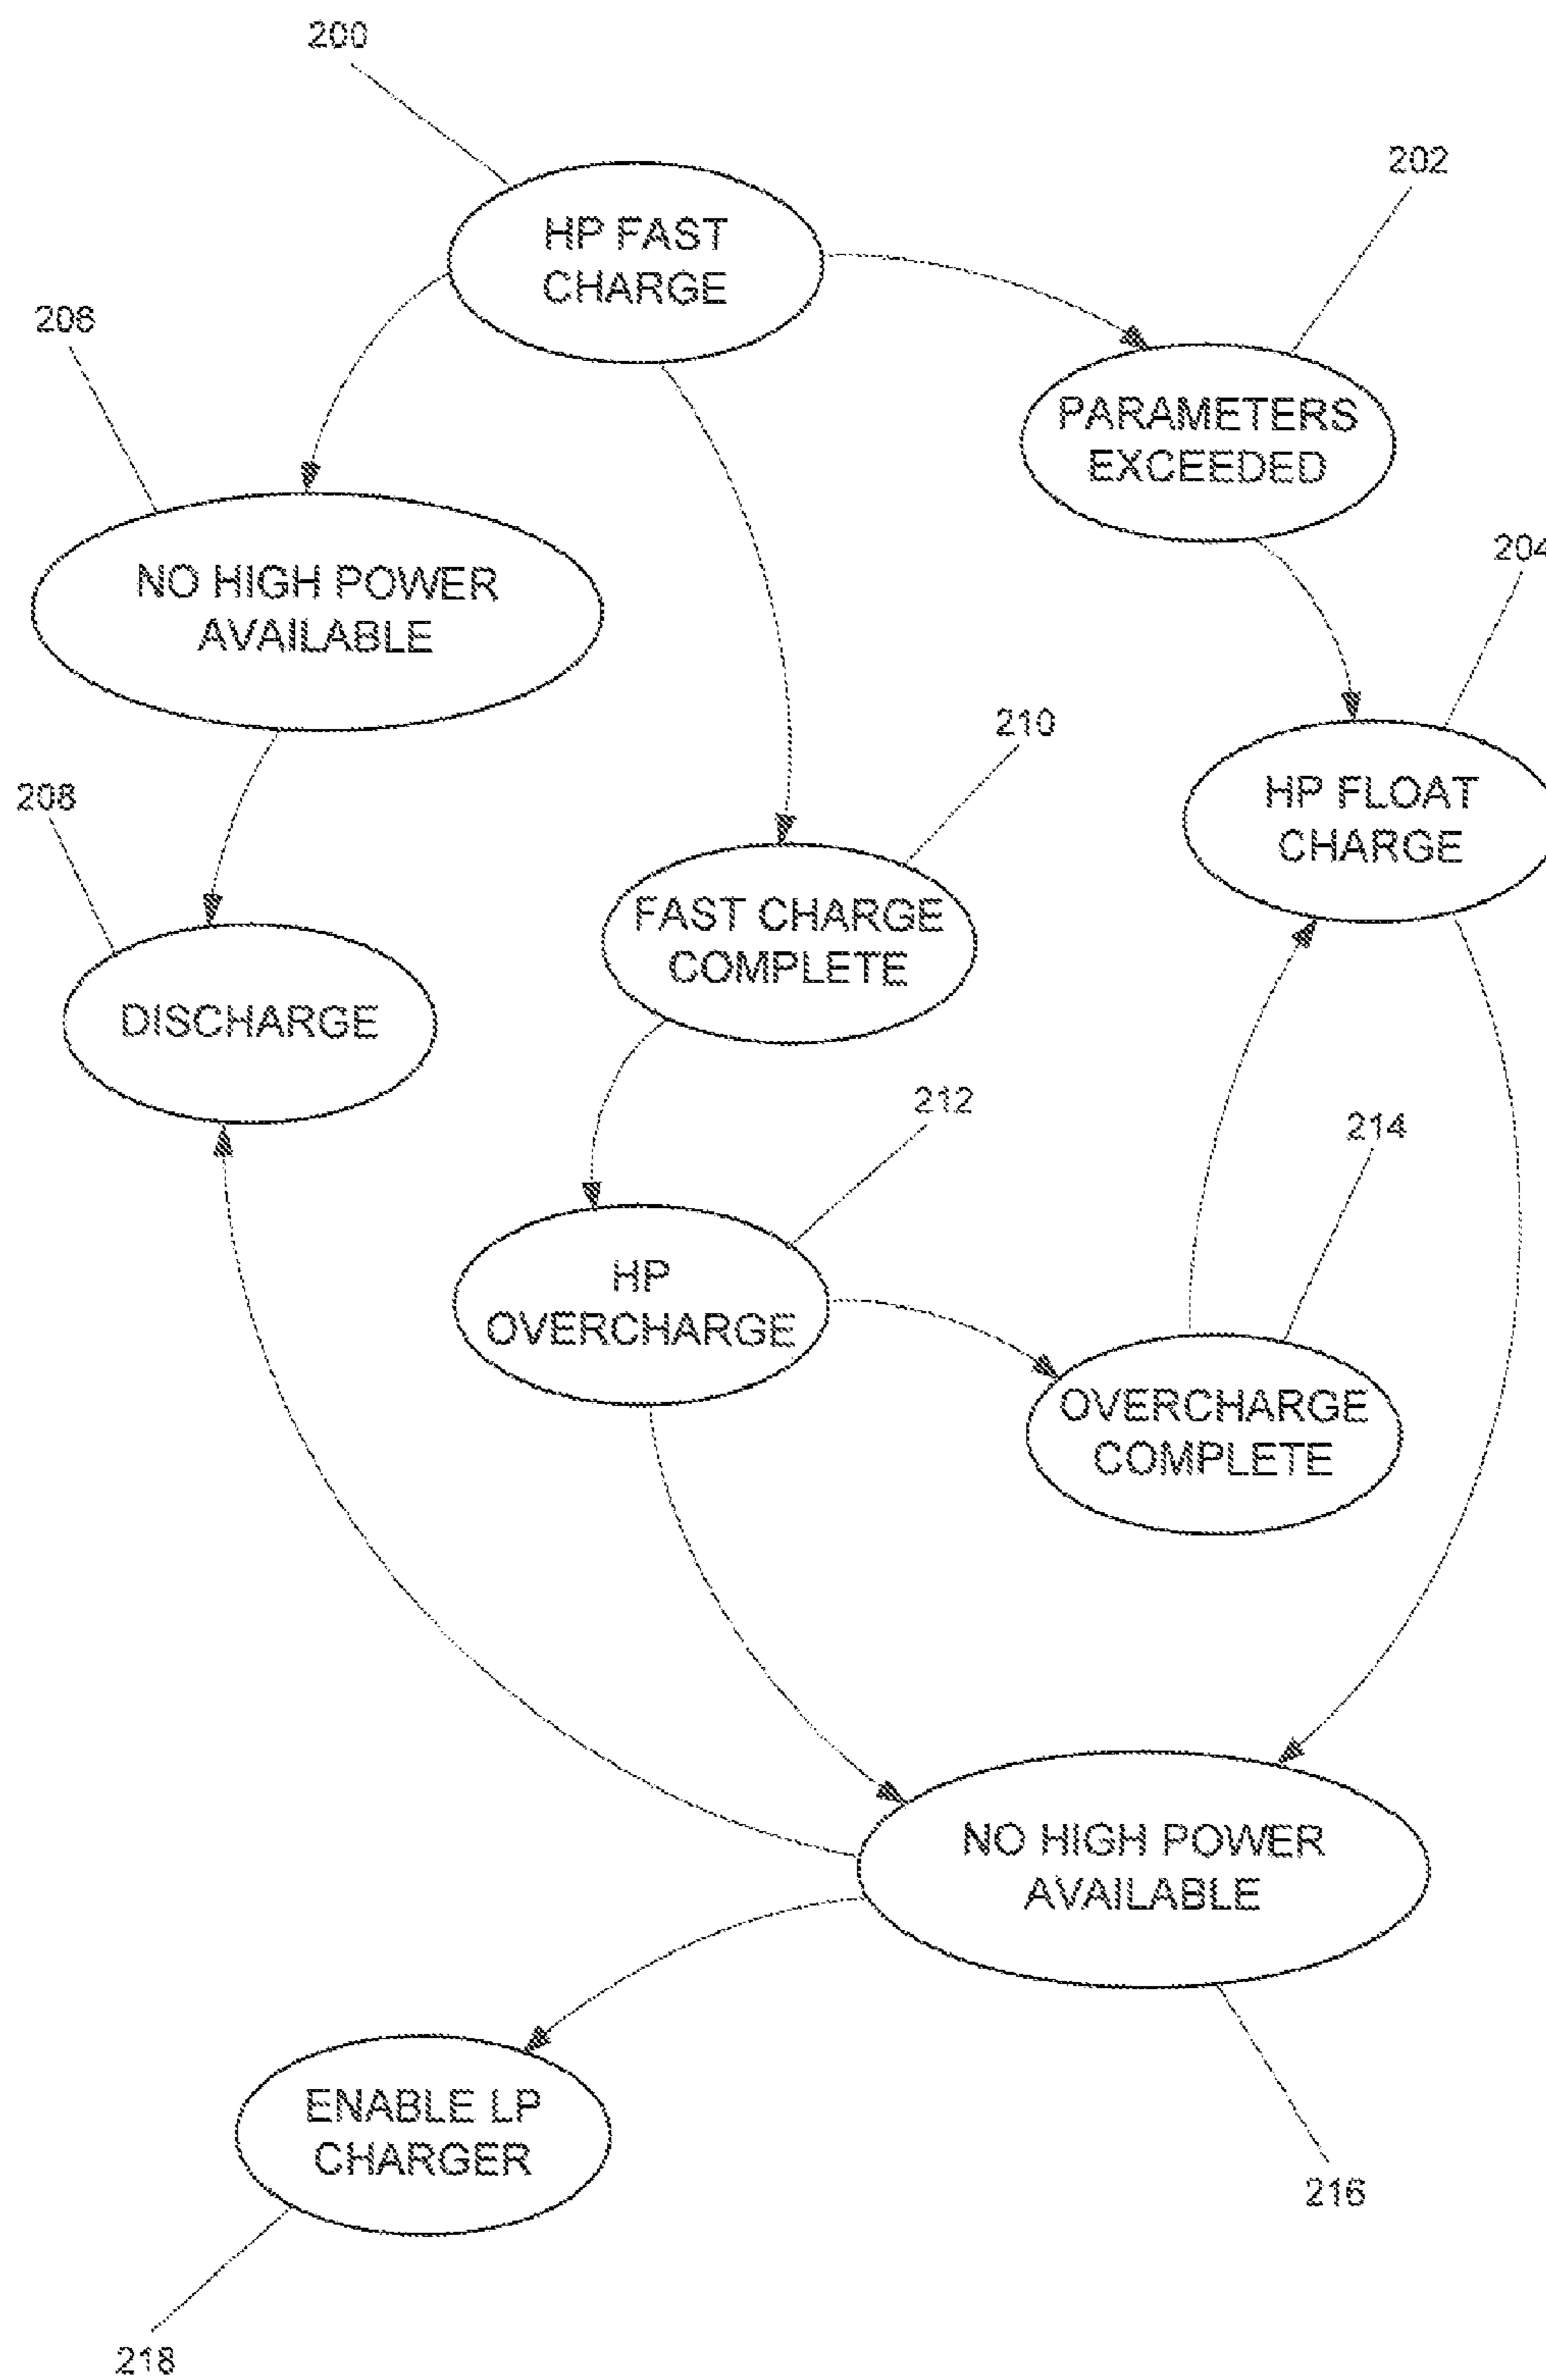 200
HP FAST
CHARGE
202
PARAMETERS
EXCEEDED
206
NO HIGH POWER
AVAILABLE
204
HP FLOAT
CHARGE
210
FAST CHARGE
COMPLETE
208
DISCHARGE
212
HP
OVERCHARGE
214
OVERCHARGE
COMPLETE
NO HIGH POWER
AVAILABLE
216
ENABLE LP
CHARGER
218